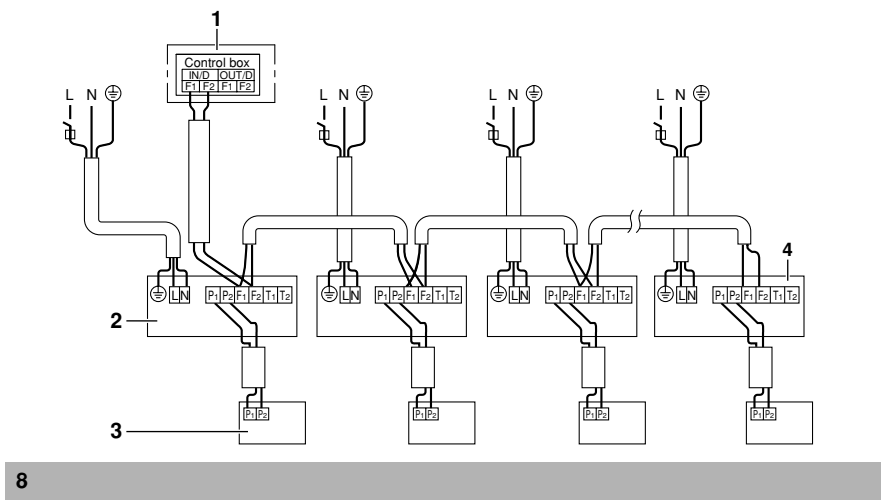 1
Control box
IN/D OUT/D
F1 F2 F1 F2
L N
L N
L N
L N
4
L N P1 P2 F1 F2 T1 T2
L N P1 P2 F1 F2 T1 T2
L N P1 P2 F1 F2 T1 T2
L N P1 P2 F1 F2 T1 T2
2
P1 P2
P1 P2
P1 P2
P1 P2
3
8